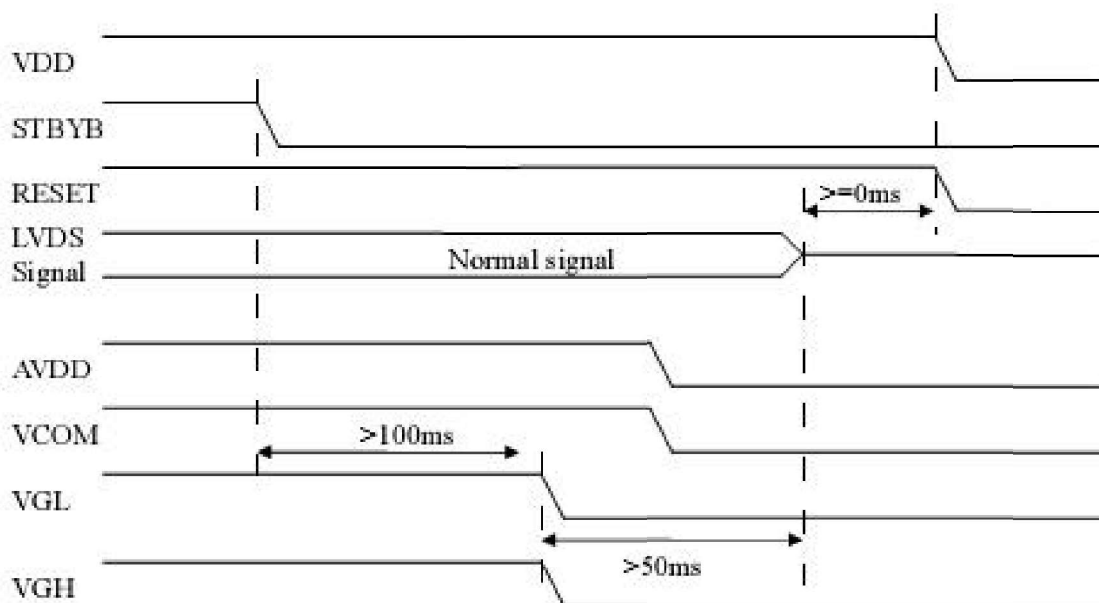 VDD
STBYB
RESET
>=0ms
LVDS
Signal
Normal signal
AVDD
VCOM
>100ms
VGL
>50ms
VGH